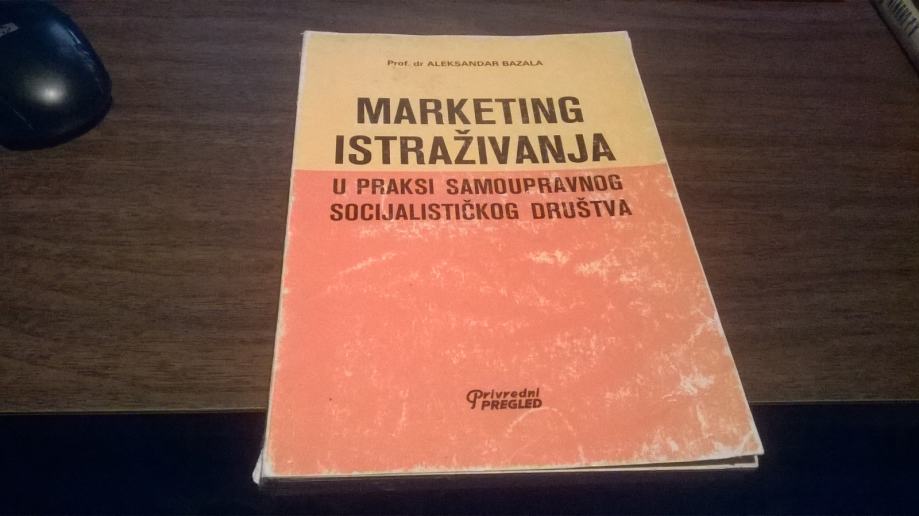 Prof. dr ALEKSANDAR BAZALA
MARKETING
ISTRAŽIVANJA
U PRAKSI SAMOUPRAVNOG
SOCIJALISTIČKOG DRUŠTVA
Privredni
PREGLED